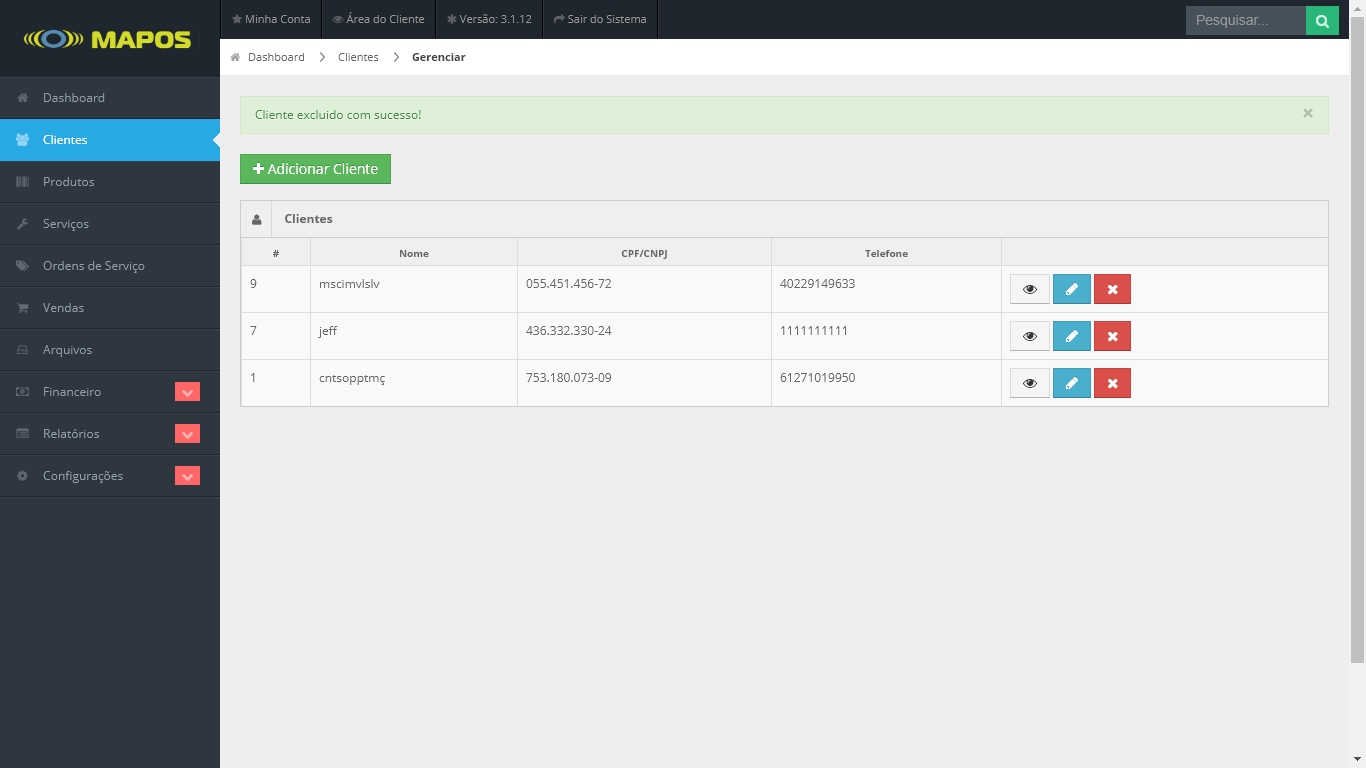 MAPOS
Minha Conta
Área do Cliente
Versão: 3.1.12
Sair do Sistema
Pesquisar...
Dashboard
Clientes
Gerenciar
Dashboard
Clientes
Produtos
Serviços
Ordens de Serviço
Vendas
Arquivos
Financeiro
Relatórios
Configurações
Cliente excluido com sucesso!
×
Adicionar Cliente
Clientes
# Nome CPF/CNPJ Telefone
9 mscimvlslv 055.451.456-72 40229149633
7 jeff 436.332.330-24 1111111111
1 cntsopptmç 753.180.073-09 61271019950